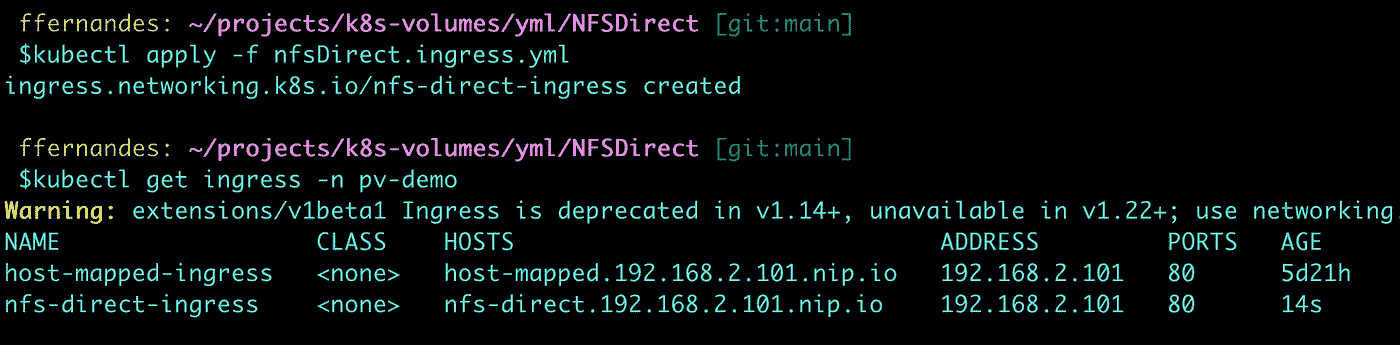 ffernandes: ~/projects/k8s-volumes/yml/NFSDirect [git:main]
$kubectl apply -f nfsDirect.ingress.yml
ingress.networking.k8s.io/nfs-direct-ingress created
ffernandes: ~/projects/k8s-volumes/yml/NFSDirect [git:main]
$kubectl get ingress -n pv-demo
Warning: extensions/v1beta1 Ingress is deprecated in v1.14+, unavailable in v1.22+; use networking.
NAME CLASS HOSTS ADDRESS PORTS AGE
host-mapped-ingress <none> host-mapped.192.168.2.101.nip.io 192.168.2.101 80 5d21h
nfs-direct-ingress <none> nfs-direct.192.168.2.101.nip.io 192.168.2.101 80 14s